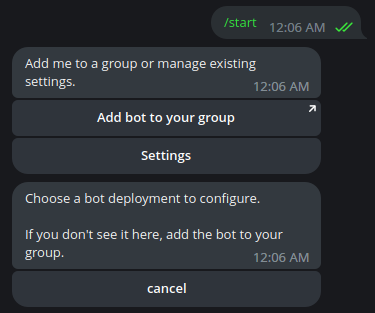 /start 12:06 AM
Add me to a group or manage existing
settings. 12:06 AM
Add bot to your group
Settings
Choose a bot deployment to configure.
If you don't see it here, add the bot to your
group. 12:06 AM
cancel